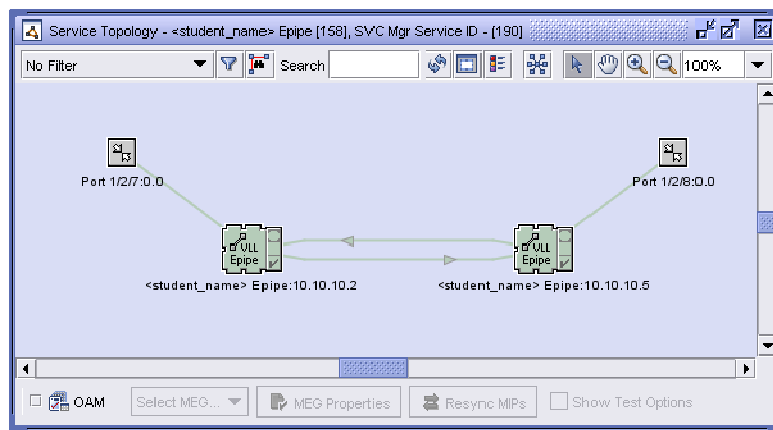 Service Topology - <student_name> Epipe [158], SVC Mgr Service ID - [190]
No Filter Search 100%
Port 1/2/7:0.0 Port 1/2/8:0.0
VLL VLL
Epipe Epipe
<student_name> Epipe:10.10.10.2 <student_name> Epipe:10.10.10.5
OAM Select MEG... MEG Properties Resync MIPs Show Test Options